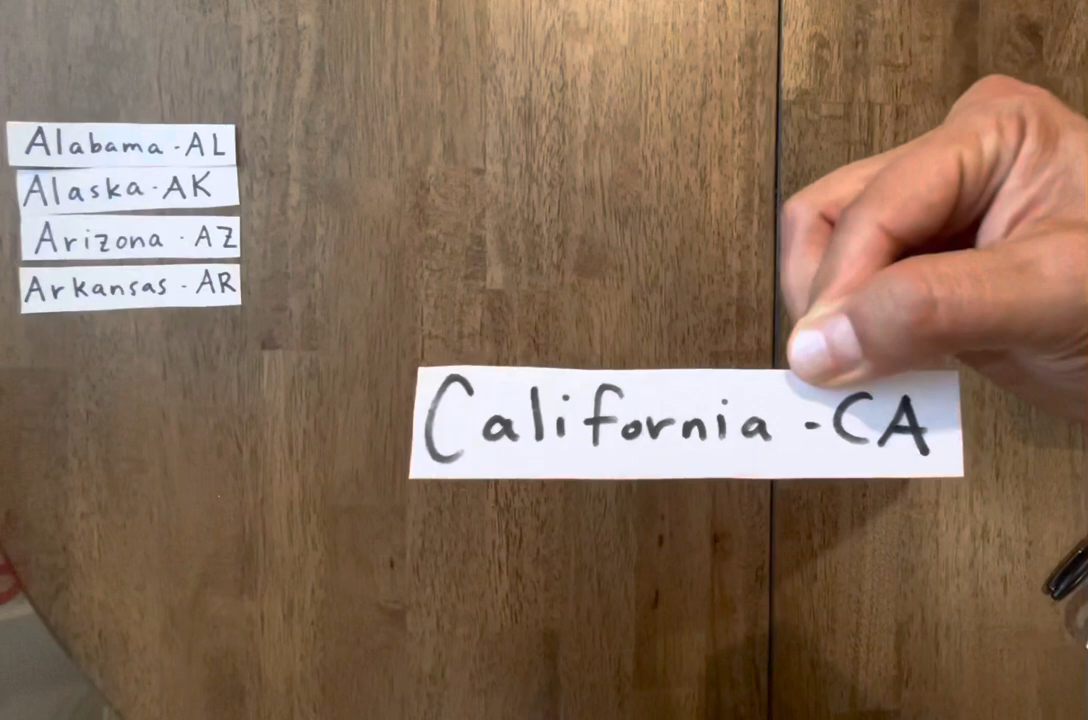 Alabama - AL
Alaska - AK
Arizona - AZ
Arkansas - AR
California - CA